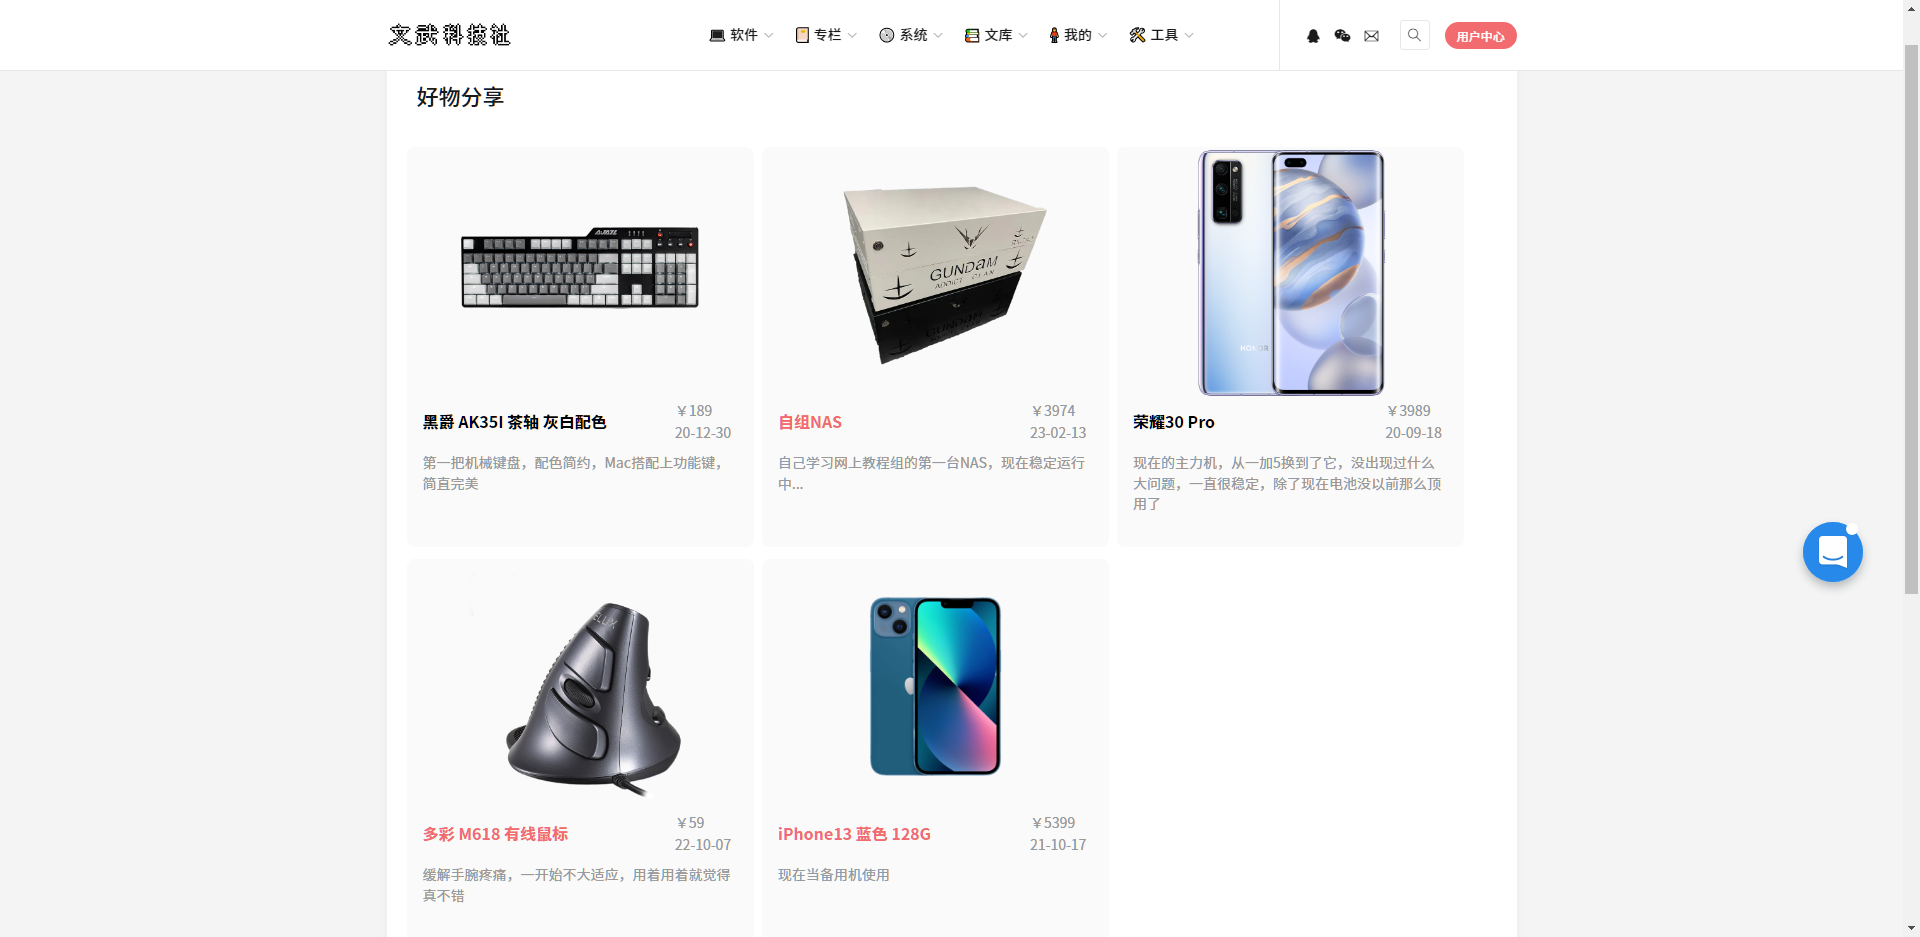 文武科技社
软件
专栏
系统
文库
我的
工具
用户中心
好物分享
A-JAZZ
GUNDaM
ADDICT CLAN
HONOR
黑爵 AK35I 茶轴 灰白配色
¥189
20-12-30
第一把机械键盘，配色简约，Mac搭配上功能键，
简直完美
自组NAS
¥3974
23-02-13
自己学习网上教程组的第一台NAS，现在稳定运行
中...
荣耀30 Pro
¥3989
20-09-18
现在的主力机，从一加5换到了它，没出现过什么
大问题，一直很稳定，除了现在电池没以前那么顶
用了
多彩 M618 有线鼠标
¥59
22-10-07
缓解手腕疼痛，一开始不大适应，用着用着就觉得
真不错
iPhone13 蓝色 128G
¥5399
21-10-17
现在当备用机使用